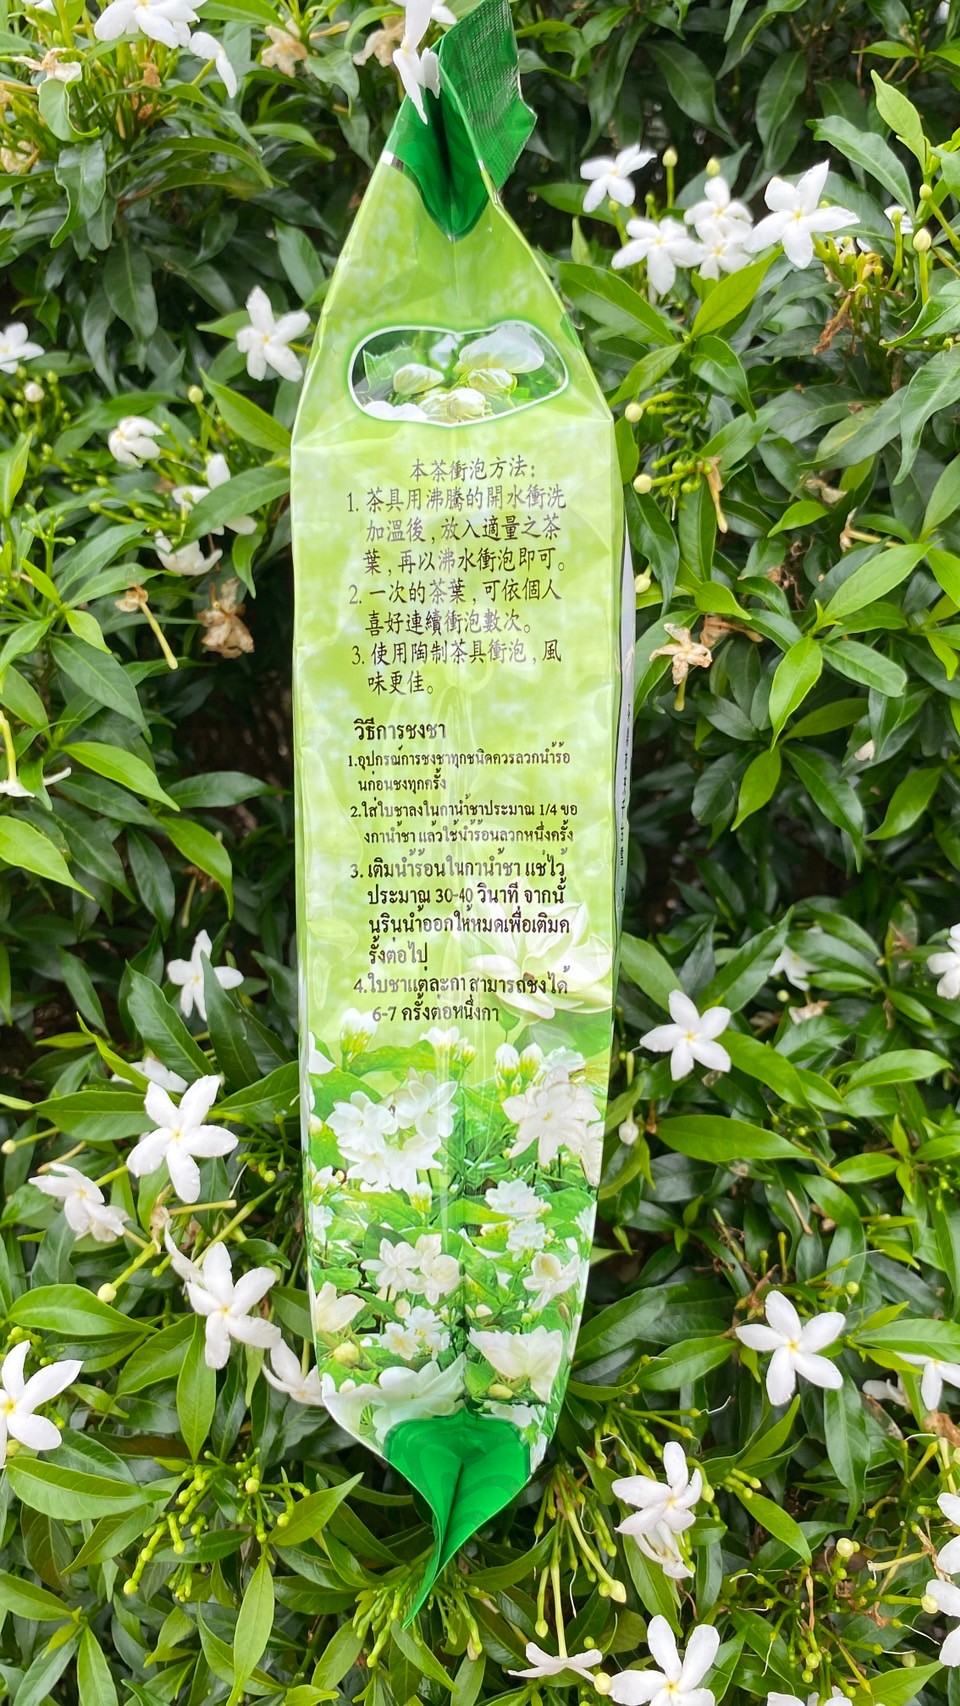 本茶衝泡方法:
1. 茶具用沸騰的開水衝洗
加溫後,放入適量之茶
葉,再以沸水衝泡即可。
2. 一次的茶葉,可依個人
喜好連續衝泡數次。
3. 使用陶制茶具衝泡,風
味更佳。
วิธีการชงชา
1.อุปกรณ์การชงชาทุกชนิดควรลวกน้ำร้อ
นก่อนชงทุกครั้ง
2.ใส่ใบชาลงในกาน้ำชาประมาณ 1/4 ขอ
งกาน้ำชา แล้วใช้น้ำร้อนลวกหนึ่งครั้ง
3. เติมน้ำร้อนในกาน้ำชา แช่ไว้
ประมาณ 30-40 วินาที จากนั้
นรินน้ำออกให้หมดเพื่อเติมค
รั้งต่อไป
4.ใบชาแต่ละกา สามารถชงได้
6-7 ครั้งต่อหนึ่งกา